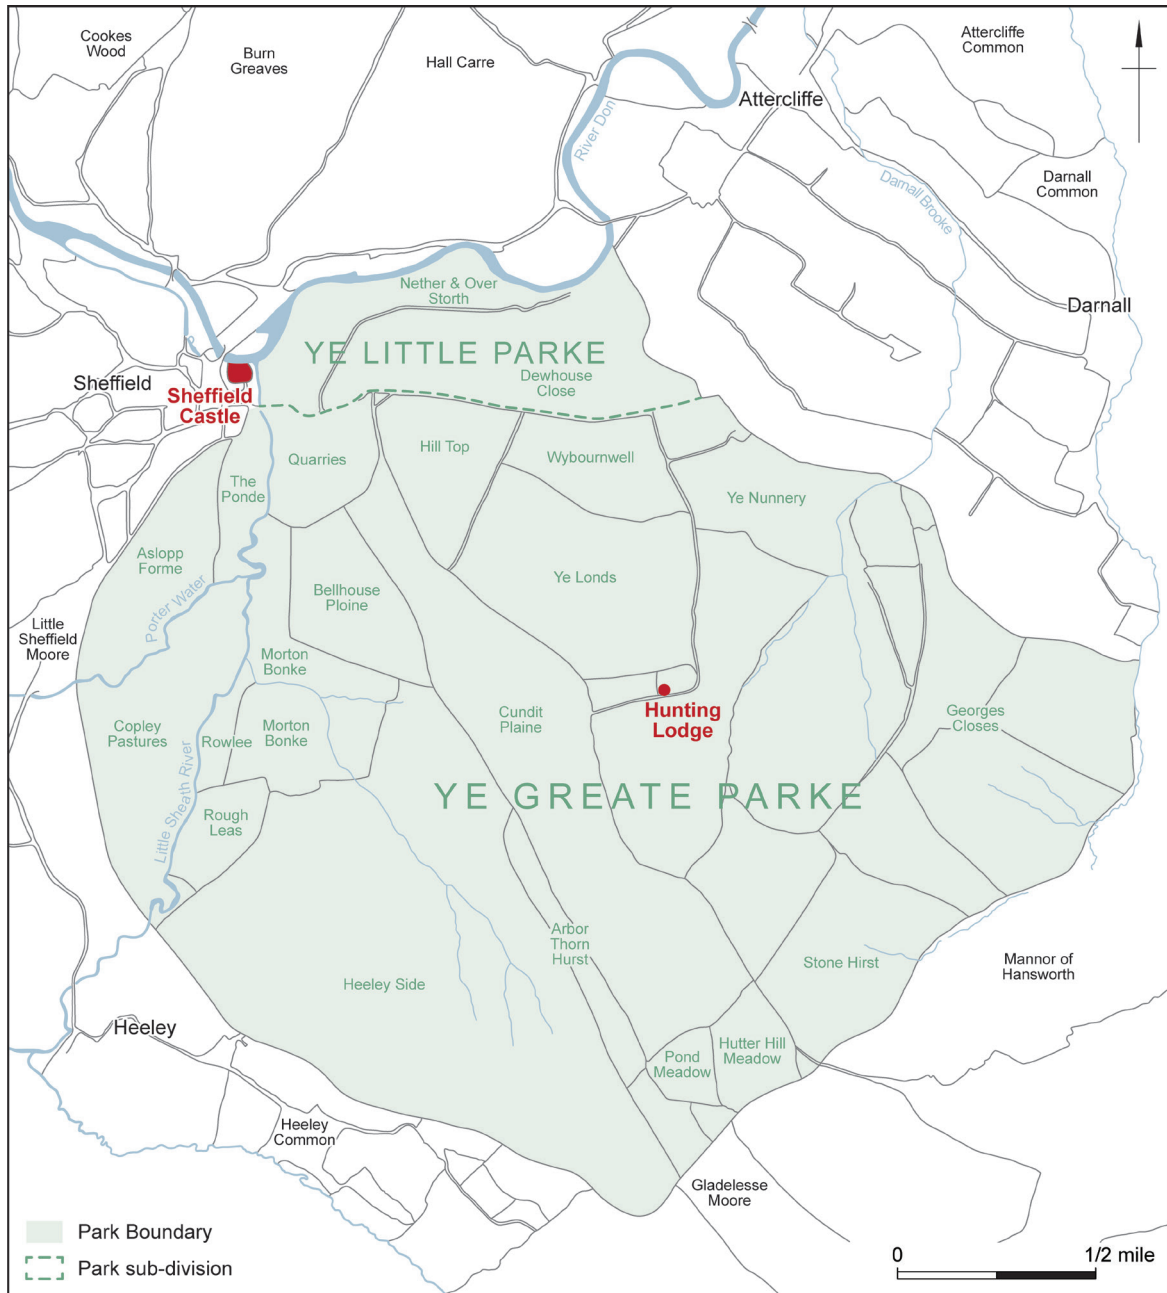 Cookes
Wood
Burn
Greaves
Hall Carre
Attercliffe
Common
Attercliffe
River Don
Darnall
Common
Darnall Brooke
Darnall
Nether & Over
Storth
YE LITTLE PARKE
Dewhouse
Close
Sheffield
Sheffield
Castle
Quarries
Hill Top
Wybournwell
The
Ponde
Ye Nunnery
Aslopp
Forme
Porter Water
Bellhouse
Ploine
Ye Londs
Little
Sheffield
Moore
Morton
Bonke
Copley
Pastures
Rowlee
Morton
Bonke
Cundit
Plaine
Hunting
Lodge
Georges
Closes
Little Sheath River
YE GREATE PARKE
Rough
Leas
Arbor
Thorn
Hurst
Stone Hirst
Mannor of
Hansworth
Heeley Side
Heeley
Pond
Meadow
Hutter Hill
Meadow
Heeley
Common
Gladelesse
Moore
Park Boundary
Park sub-division
0
1/2 mile